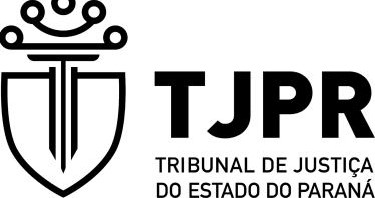 TJPR
TRIBUNAL DE JUSTIÇA
DO ESTADO DO PARANÁ